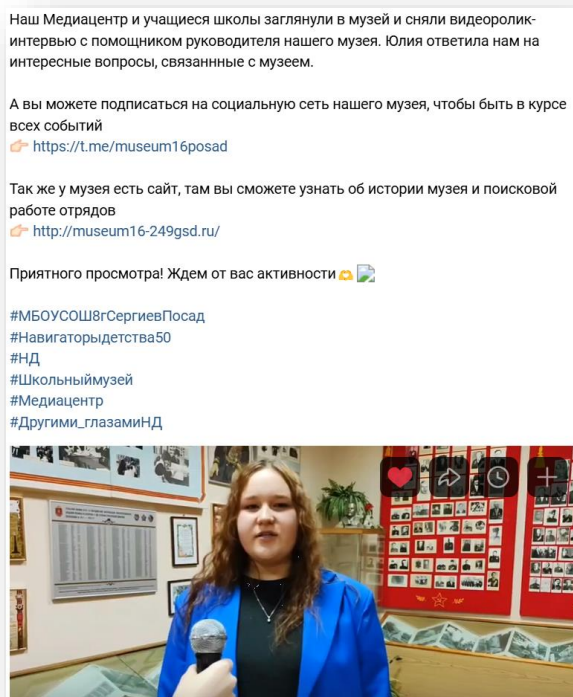 Наш Медиацентр и учащиеся школы заглянули в музей и сняли видеоролик-
интервью с помощником руководителя нашего музея. Юлия ответила нам на
интересные вопросы, связаннные с музеем.
А вы можете подписаться на социальную сеть нашего музея, чтобы быть в курсе
всех событий
👉🏻 https://t.me/museum16posad
Так же у музея есть сайт, там вы сможете узнать об истории музея и поисковой
работе отрядов
👉🏻 http://museum16-249gsd.ru/
Приятного просмотра! Ждем от вас активности🫶
#МБОУСОШ8гСергиевПосад
#Навигаторыдетства50
#НД
#Школьныймузей
#Медиацентр
#Другими_глазамиНД